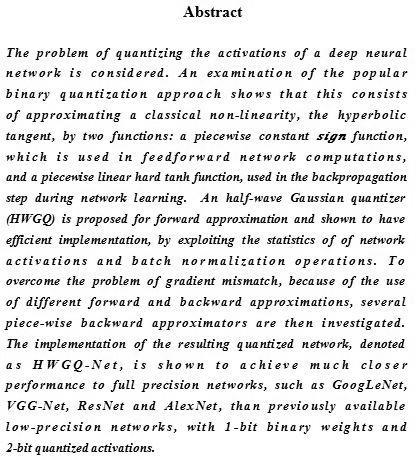 Abstract
The problem of quantizing the activations of a deep neural
network is considered. An examination of the popular
binary quantization approach shows that this consists
of approximating a classical non-linearity, the hyperbolic
tangent, by two functions: a piecewise constant sign function,
which is used in feedforward network computations,
and a piecewise linear hard tanh function, used in the backpropagation
step during network learning. An half-wave Gaussian quantizer
(HWGQ) is proposed for forward approximation and shown to have
efficient implementation, by exploiting the statistics of of network
activations and batch normalization operations. To
overcome the problem of gradient mismatch, because of the use
of different forward and backward approximations, several
piece-wise backward approximators are then investigated.
The implementation of the resulting quantized network, denoted
as HWGQ-Net, is shown to achieve much closer
performance to full precision networks, such as GoogLeNet,
VGG-Net, ResNet and AlexNet, than previously available
low-precision networks, with 1-bit binary weights and
2-bit quantized activations.